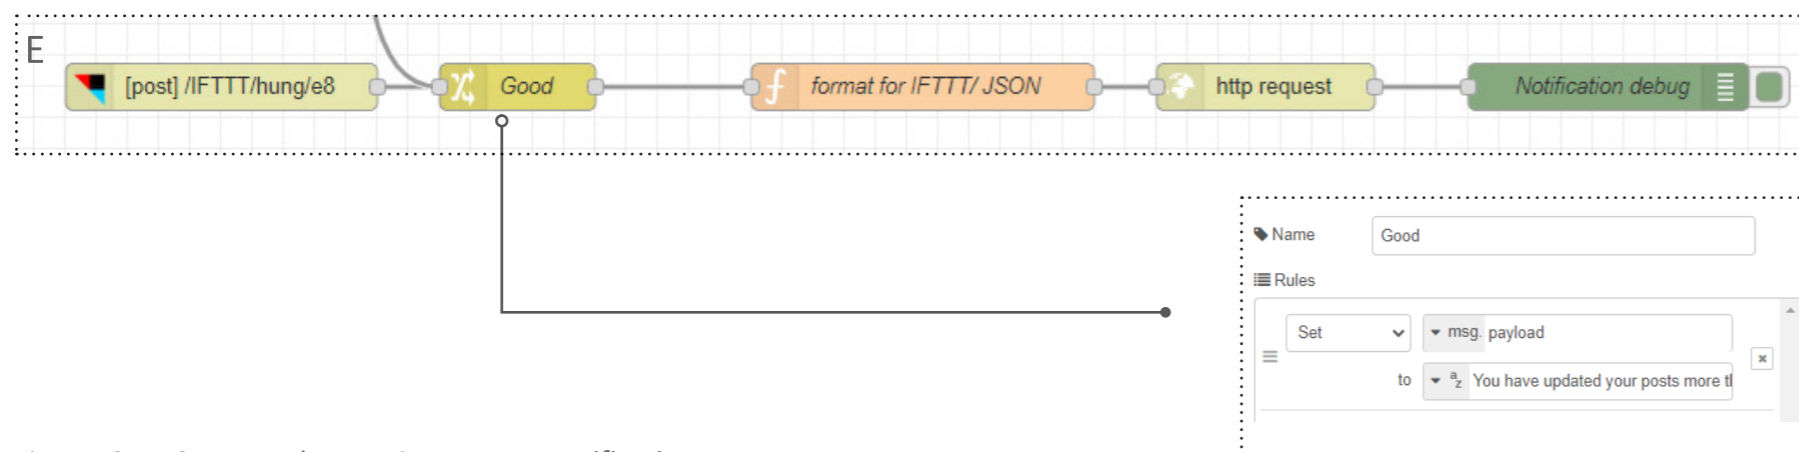 E
[post] /IFTTT/hung/e8
Good
format for IFTTT/ JSON
http request
Notification debug
Name
Good
Rules
Set
msg. payload
to
az You have updated your posts more